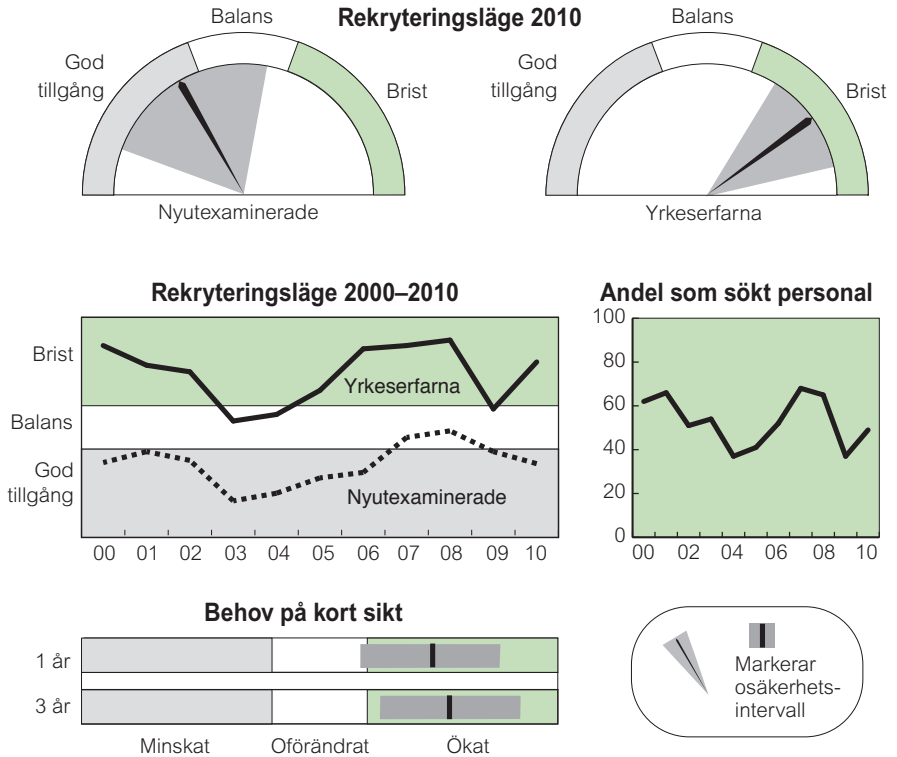 Rekryteringsläge 2010
Balans
God
tillgång
Brist
Nyutexaminerade
Balans
God
tillgång
Brist
Yrkeserfarna
Rekryteringsläge 2000–2010
Brist
Balans
God
tillgång
Yrkeserfarna
Nyutexaminerade
00 01 02 03 04 05 06 07 08 09 10
Andel som sökt personal
100
80
60
40
20
0
00 02 04 06 08 10
Behov på kort sikt
1 år
3 år
Minskat Oförändrat Ökat
Markerar
osäkerhets-
intervall